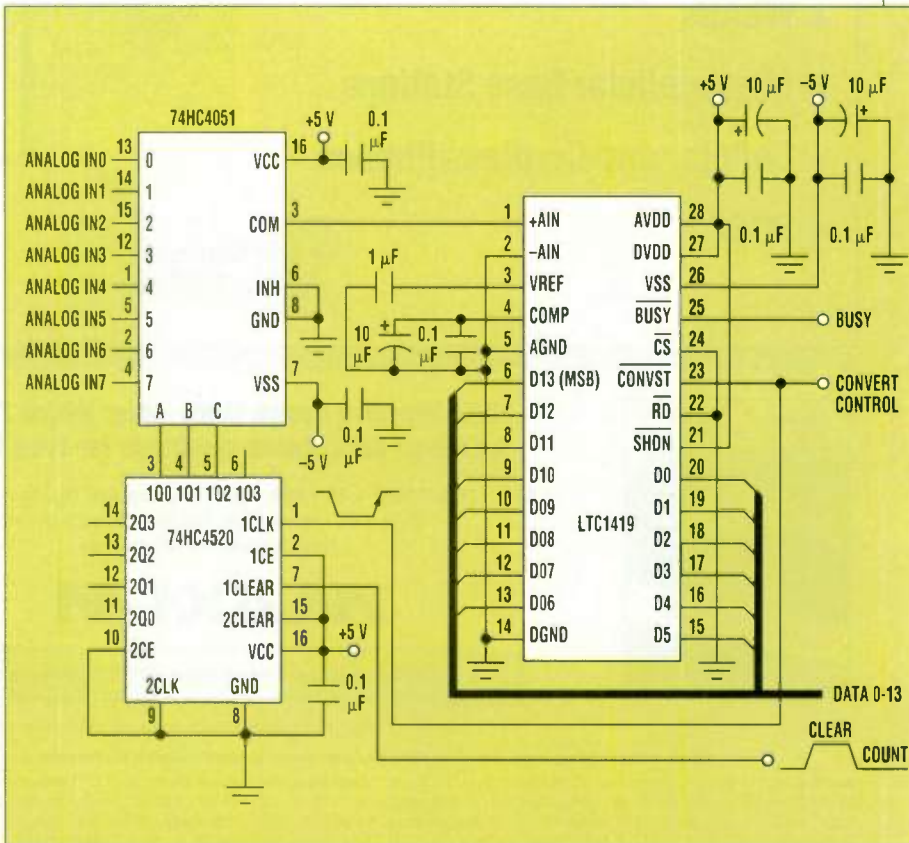 74HC4051
+5 V
0.1 µF
ANALOG IN0 13 0
ANALOG IN1 14 1
ANALOG IN2 15 2
ANALOG IN3 12 3
ANALOG IN4 1 4
ANALOG IN5 5 5
ANALOG IN6 2 6
ANALOG IN7 4 7
VCC 16
COM 3
INH 6
GND 8
VSS 7
A B C
0.1 µF
–5 V
3 4 5 6
1Q0 1Q1 1Q2 1Q3
74HC4520
14 2Q3
13 2Q2
12 2Q1
11 2Q0
10 2CE
1CLK 1
1CE 2
1CLEAR 7
2CLEAR 15
VCC 16
+5 V
0.1 µF
2CLK GND
9 8
1 µF
10 µF
0.1 µF
1 +AIN
2 –AIN
3 VREF
4 COMP
5 AGND
6 D13 (MSB)
7 D12
8 D11
9 D10
10 D09
11 D08
12 D07
13 D06
14 DGND
LTC1419
AVDD 28
DVDD 27
VSS 26
BUSY 25
CS 24
CONVST 23
RD 22
SHDN 21
D0 20
D1 19
D2 18
D3 17
D4 16
D5 15
+5 V 10 µF –5 V 10 µF
+ +
0.1 µF 0.1 µF
+
BUSY
CONVERT CONTROL
DATA 0-13
CLEAR
COUNT